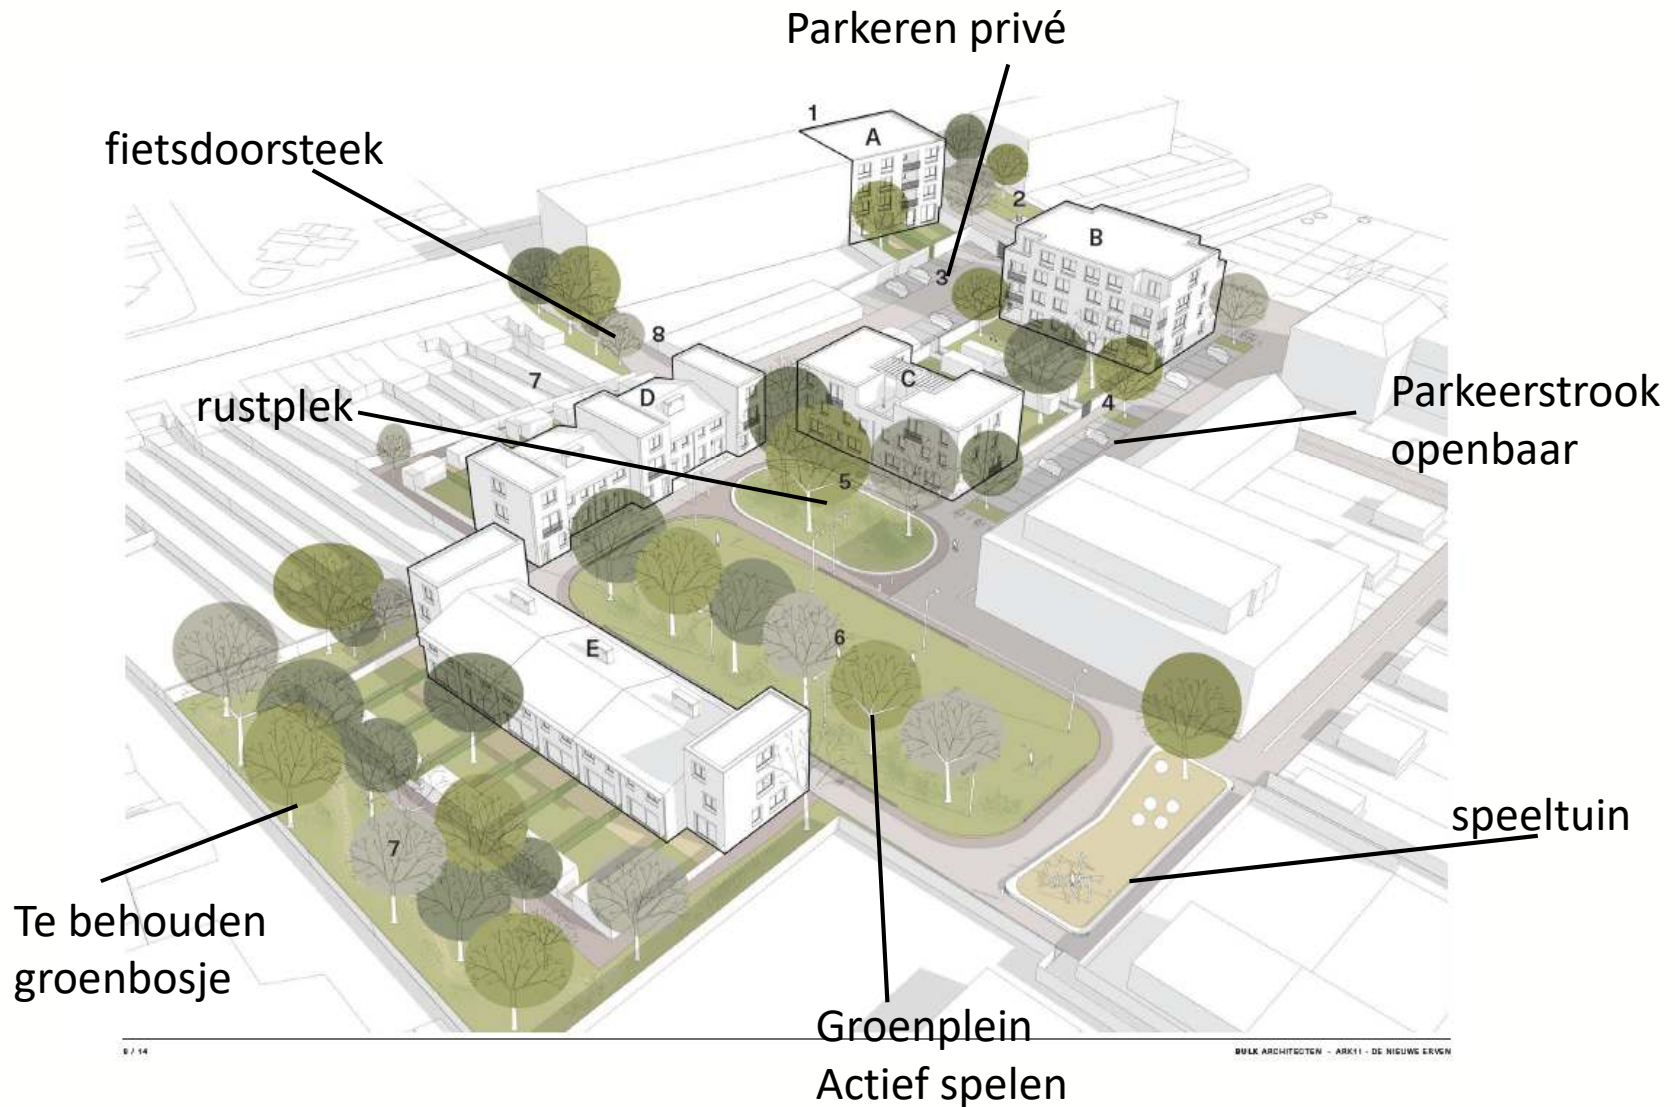 Parkeren privé
fietsdoorsteek
1
A
2
B
3
8
7
D
C
rustplek
4
Parkeerstrook
openbaar
5
6
E
speeltuin
7
Te behouden
groenbosje
Groenplein
Actief spelen
BULK ARCHITECTEN - ARK11 - DE NIEUWE ERVEN